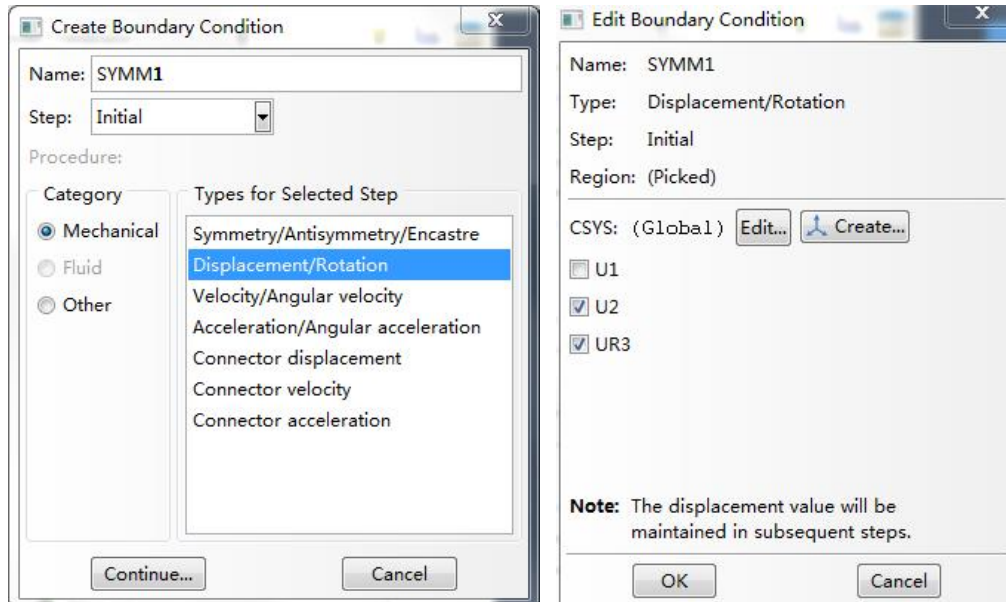 Create Boundary Condition
Name: SYMM1
Step: Initial
Procedure:
Category
Mechanical
Fluid
Other
Types for Selected Step
Symmetry/Antisymmetry/Encastre
Displacement/Rotation
Velocity/Angular velocity
Acceleration/Angular acceleration
Connector displacement
Connector velocity
Connector acceleration
Continue... Cancel
Edit Boundary Condition
Name: SYMM1
Type: Displacement/Rotation
Step: Initial
Region: (Picked)
CSYS: (Global) Edit... Create...
U1
U2
UR3
Note: The displacement value will be
maintained in subsequent steps.
OK Cancel